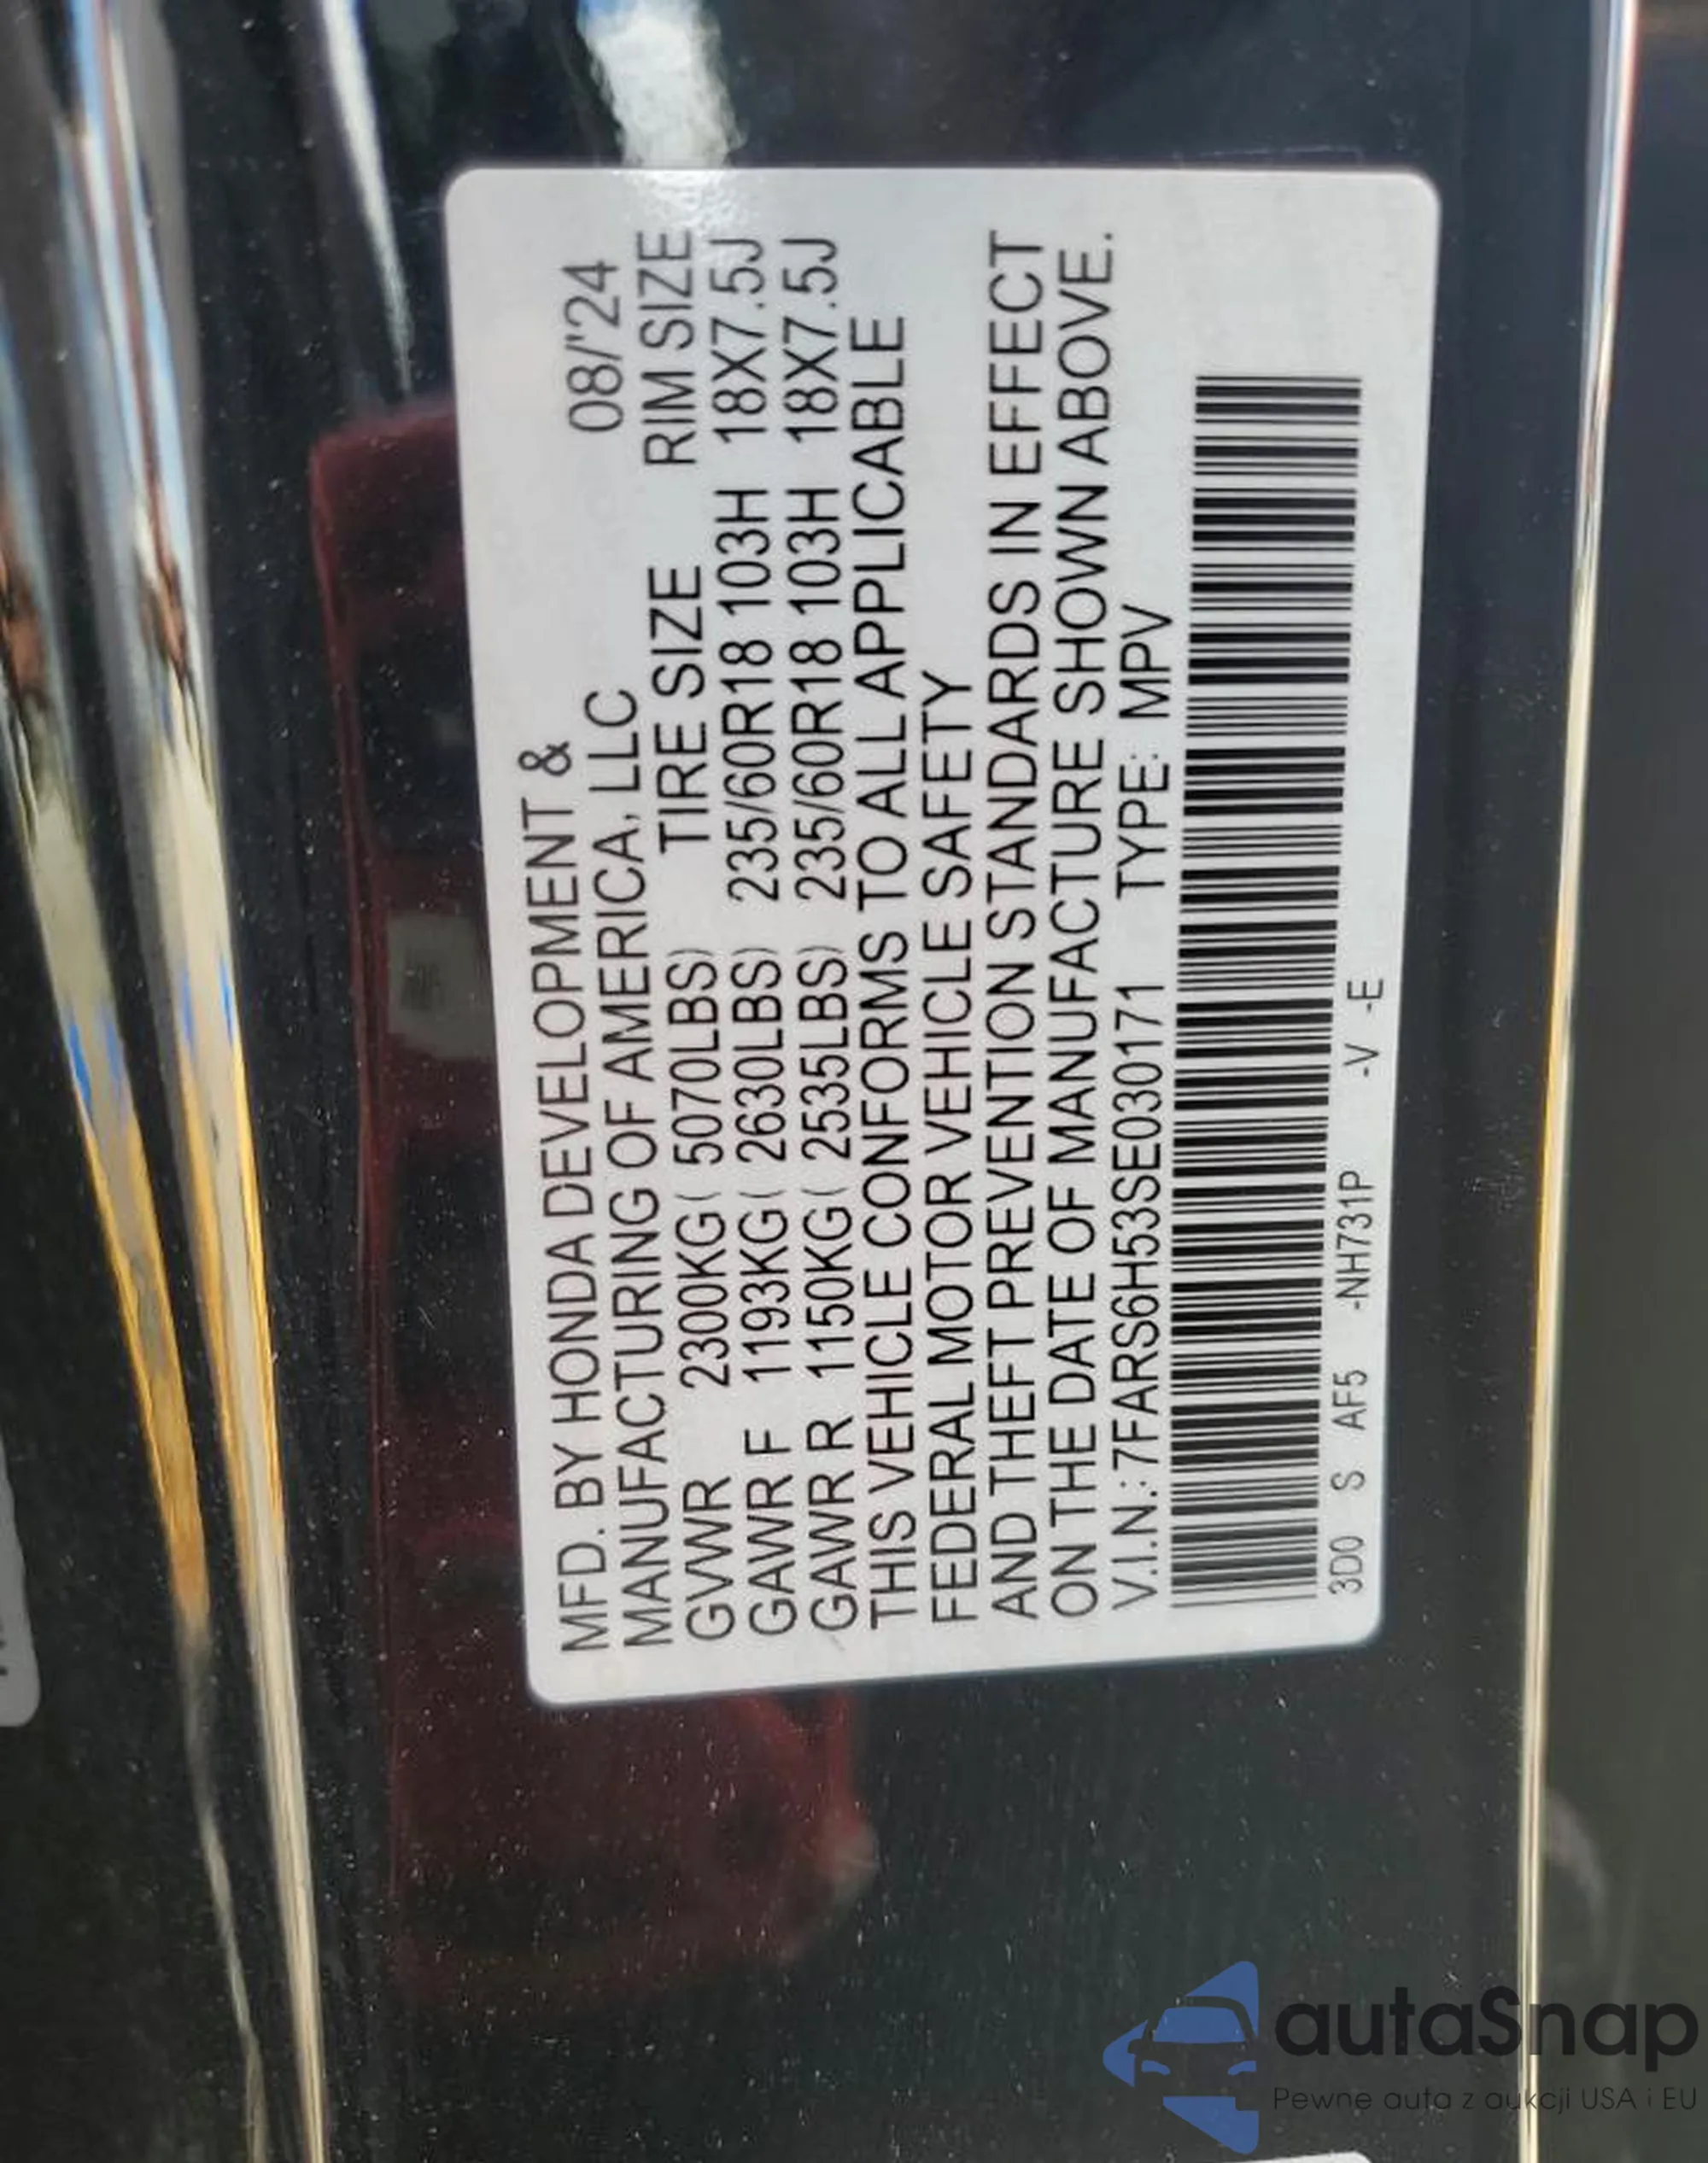 MFD. BY HONDA DEVELOPMENT &
MANUFACTURING OF AMERICA, LLC 08/'24
GVWR 2300KG( 5070LBS) TIRE SIZE RIM SIZE
GAWR F 1193KG( 2630LBS) 235/60R18 103H 18X7.5J
GAWR R 1150KG( 2535LBS) 235/60R18 103H 18X7.5J
THIS VEHICLE CONFORMS TO ALL APPLICABLE
FEDERAL MOTOR VEHICLE SAFETY
AND THEFT PREVENTION STANDARDS IN EFFECT
ON THE DATE OF MANUFACTURE SHOWN ABOVE.
V.I.N.: 7FARS6H53SE030171 TYPE: MPV
3D0 S AF5 -NH731P -V -E
autaSnap
Pewne auta z aukcji USA i EU